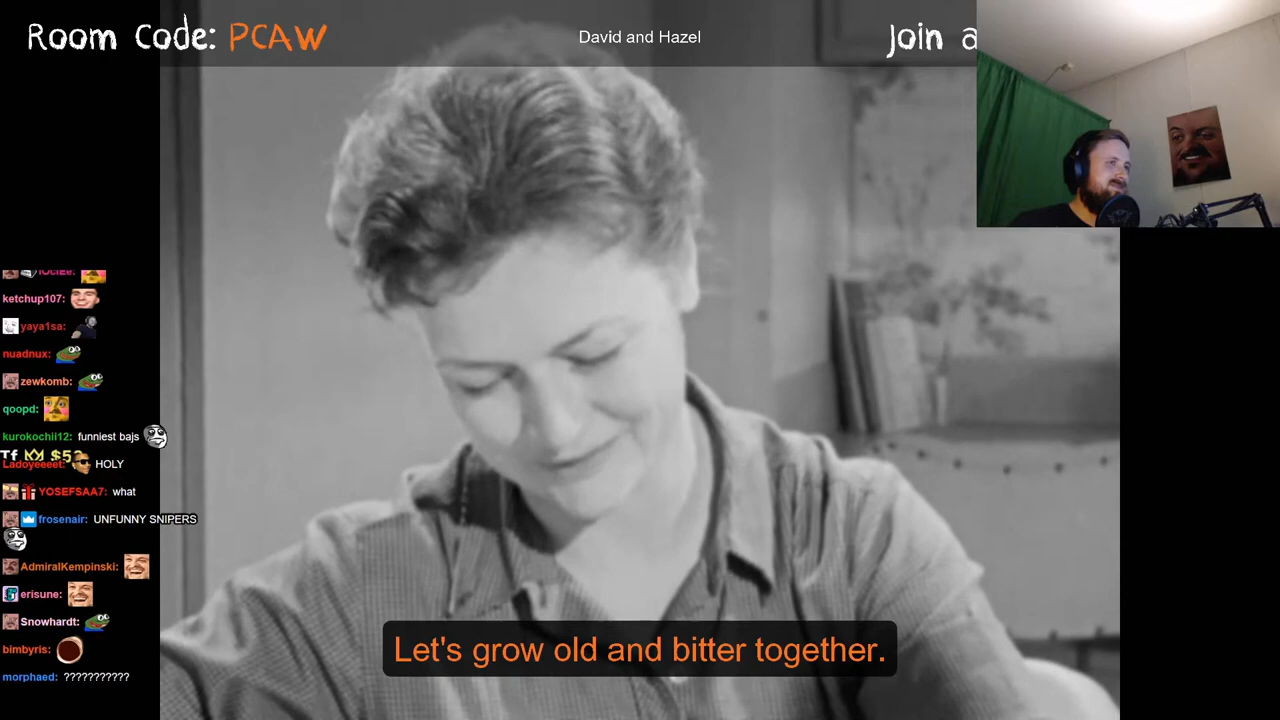 Room Code: PCAW
David and Hazel
Join a
ketchup107:
yaya1sa:
nuadnux:
zewkomb:
qoopd:
kurokochii12: funniest bajs
Ladoyeeeet: HOLY
YOSEFSAA7: what
frosenair: UNFUNNY SNIPERS
AdmiralKempinski:
erisune:
Snowhardt:
bimbyris:
morphaed: ???????????
Let's grow old and bitter together.